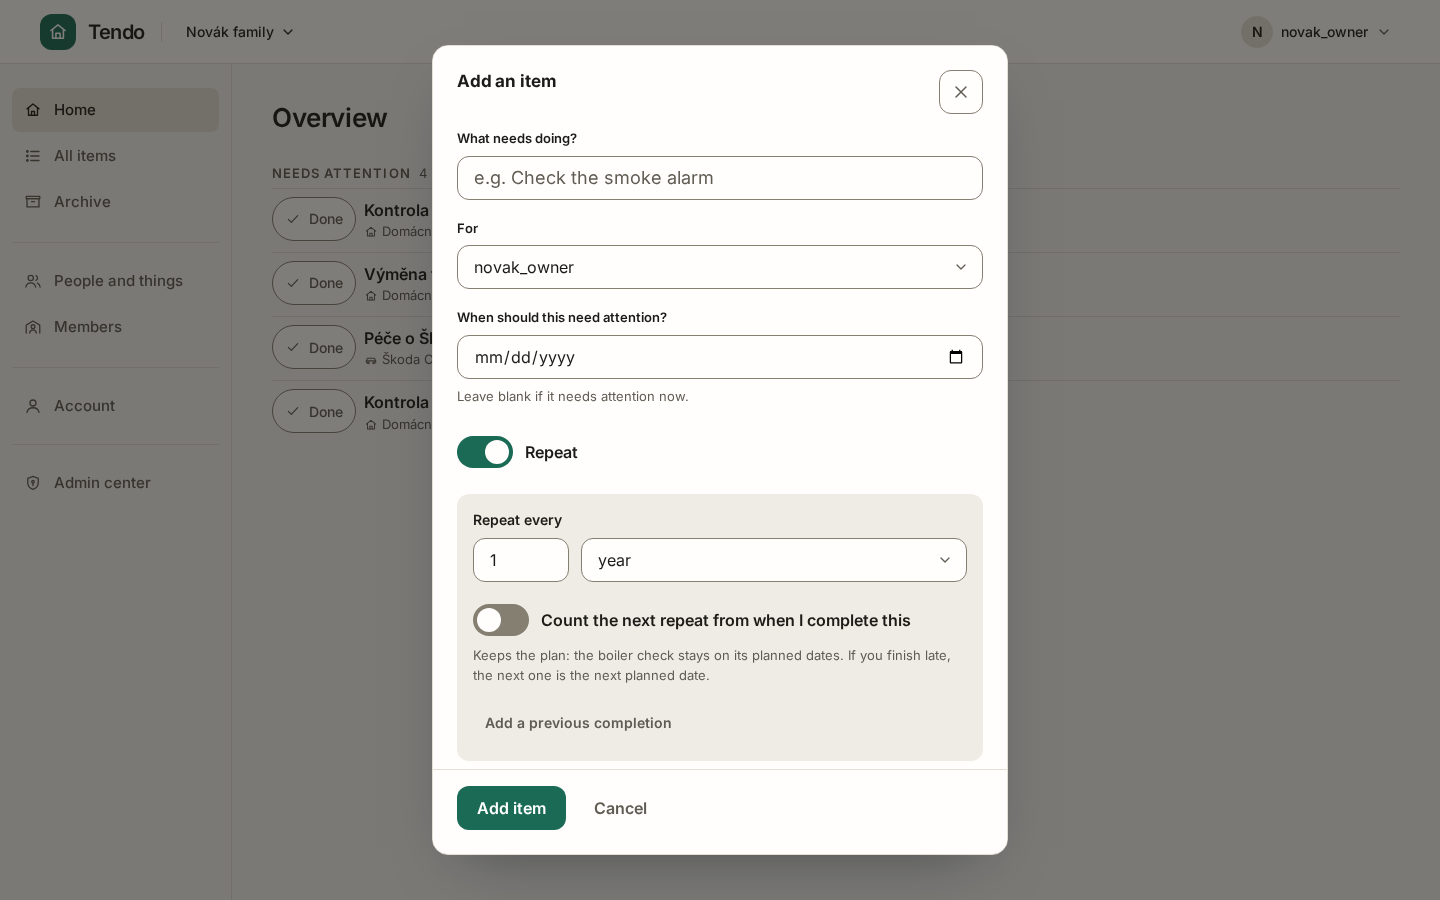 Tendo
Novák family
N
novak_owner
Home
All items
Archive
People and things
Members
Account
Admin center
Overview
NEEDS ATTENTION 4
Done
Kontrola
Done
Výměna
Done
Péče o
Škoda
Done
Kontrola
Add an item
What needs doing?
e.g. Check the smoke alarm
For
novak_owner
When should this need attention?
mm/dd/yyyy
Leave blank if it needs attention now.
Repeat
Repeat every
1
year
Count the next repeat from when I complete this
Keeps the plan: the boiler check stays on its planned dates. If you finish late,
the next one is the next planned date.
Add a previous completion
Add item
Cancel